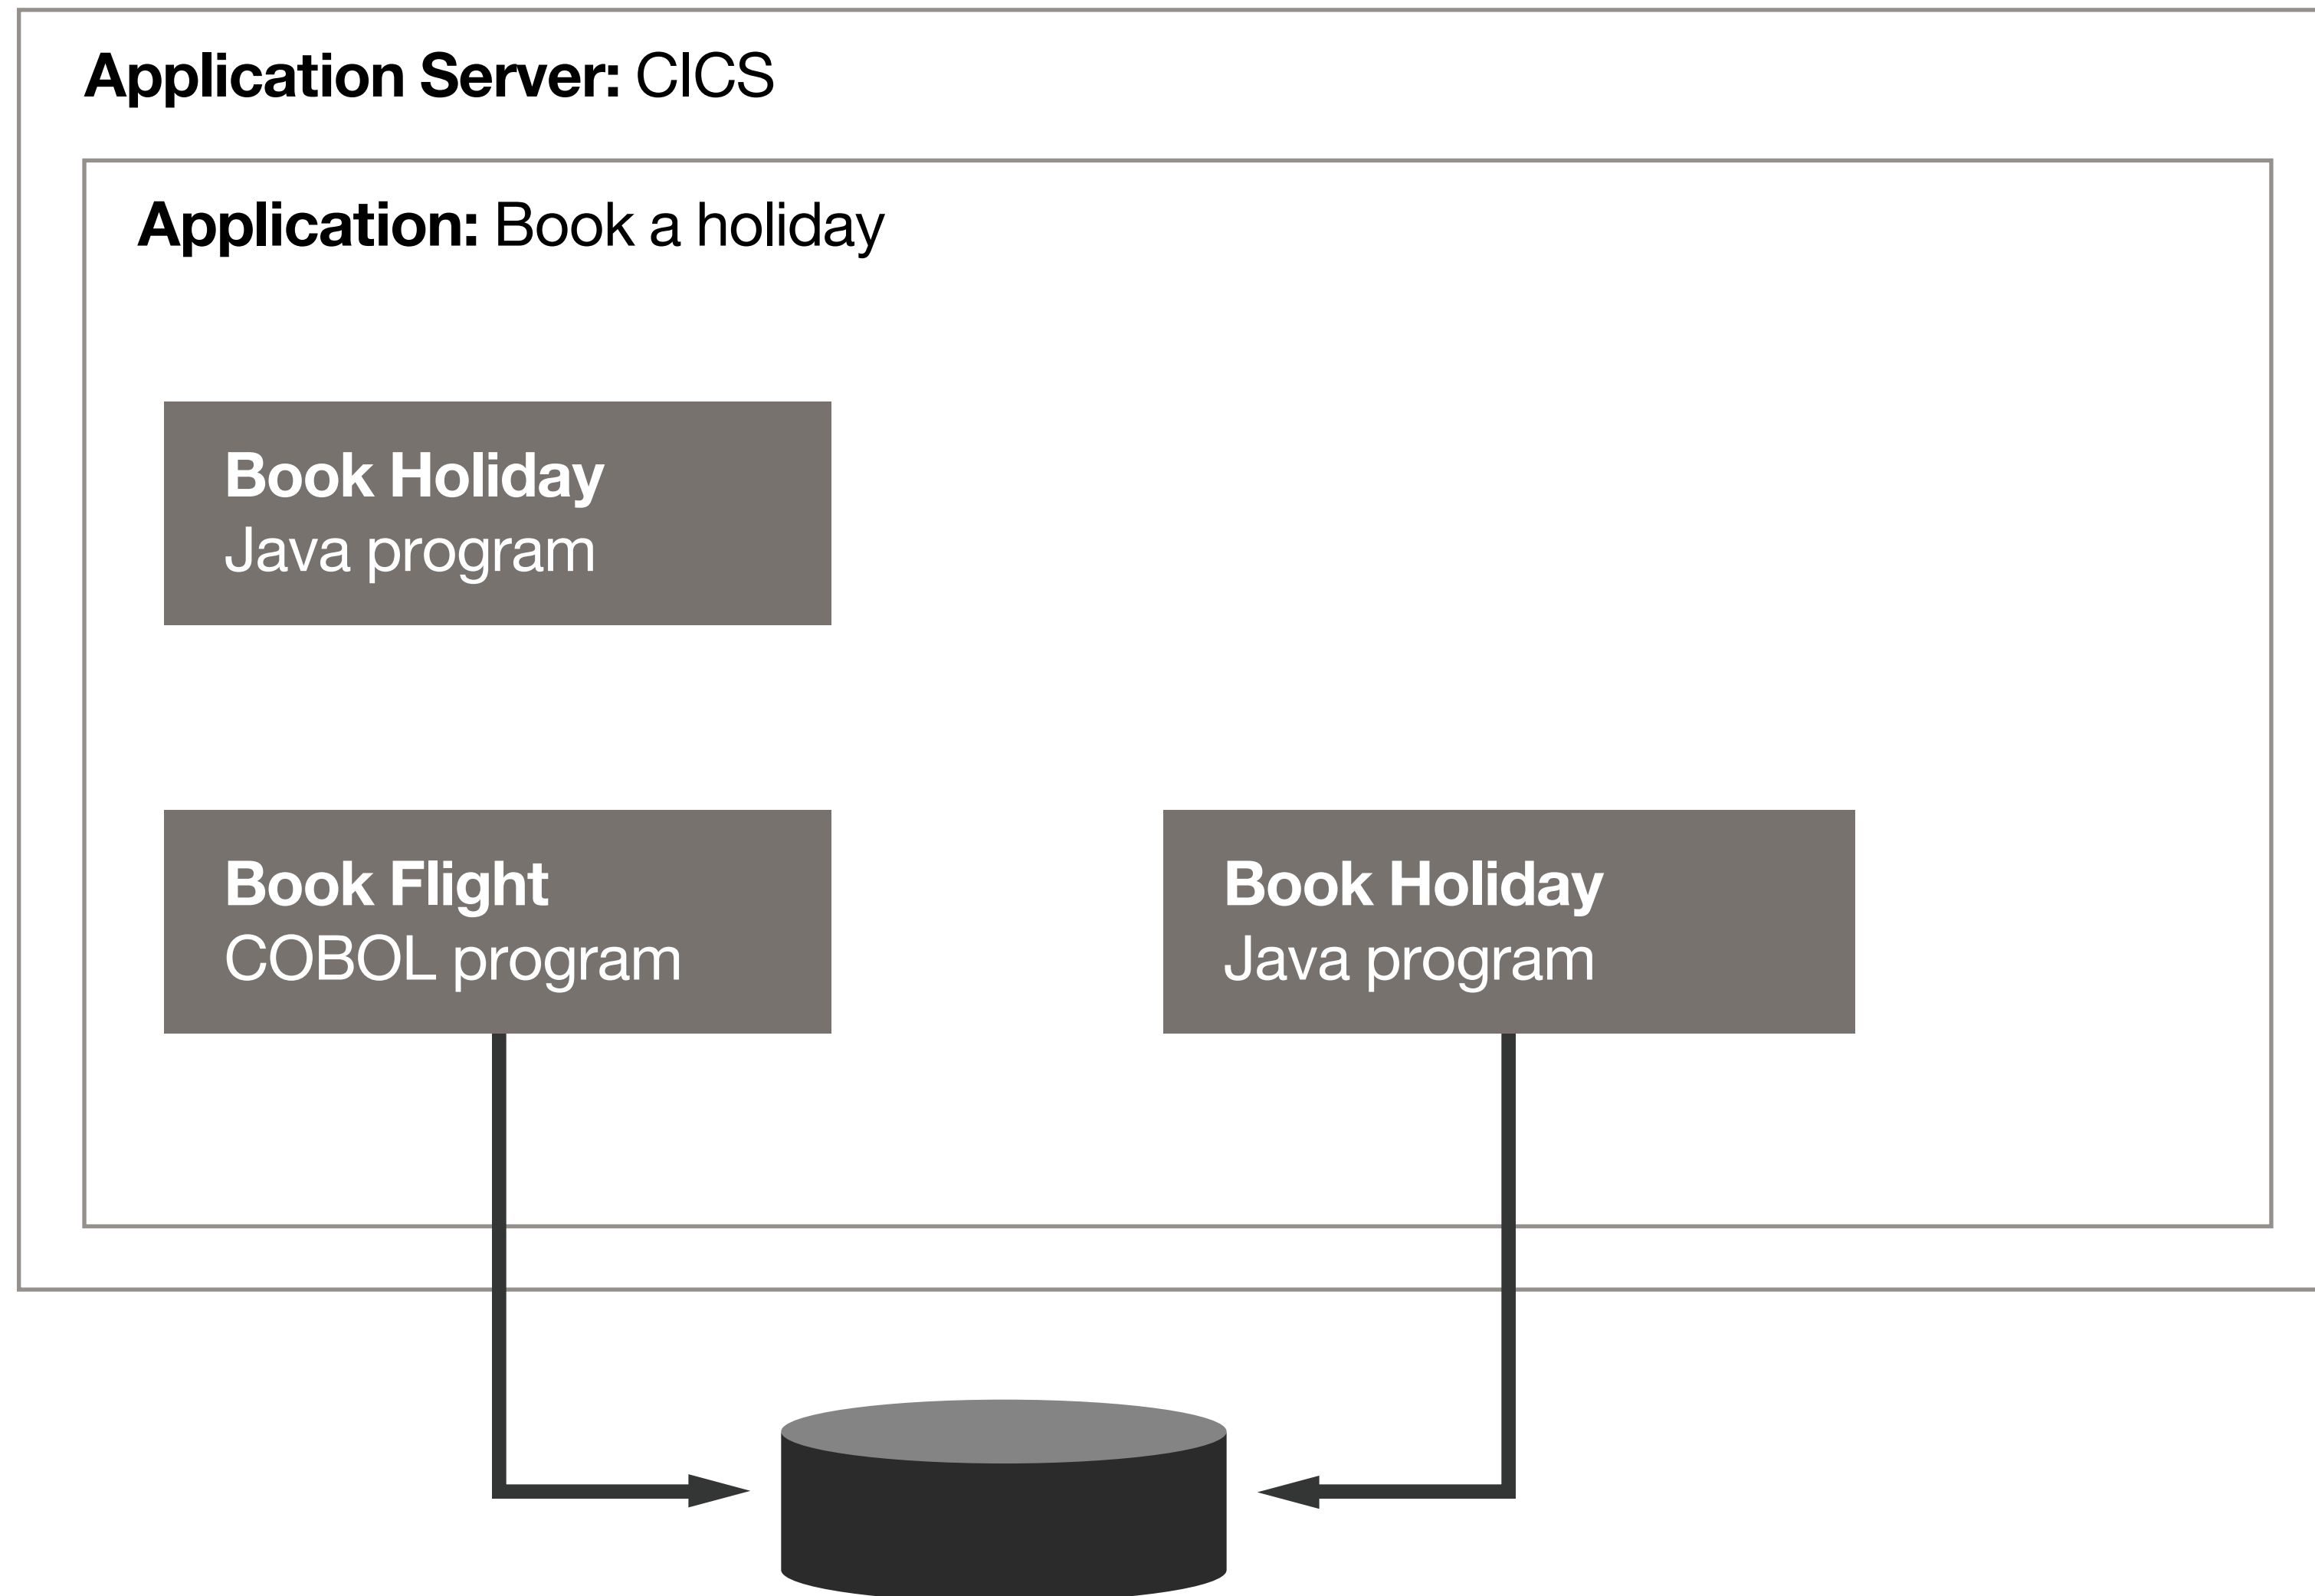 Application Server: CICS
Application: Book a holiday
Book Holiday
Java program
Book Flight
COBOL program
Book Holiday
Java program